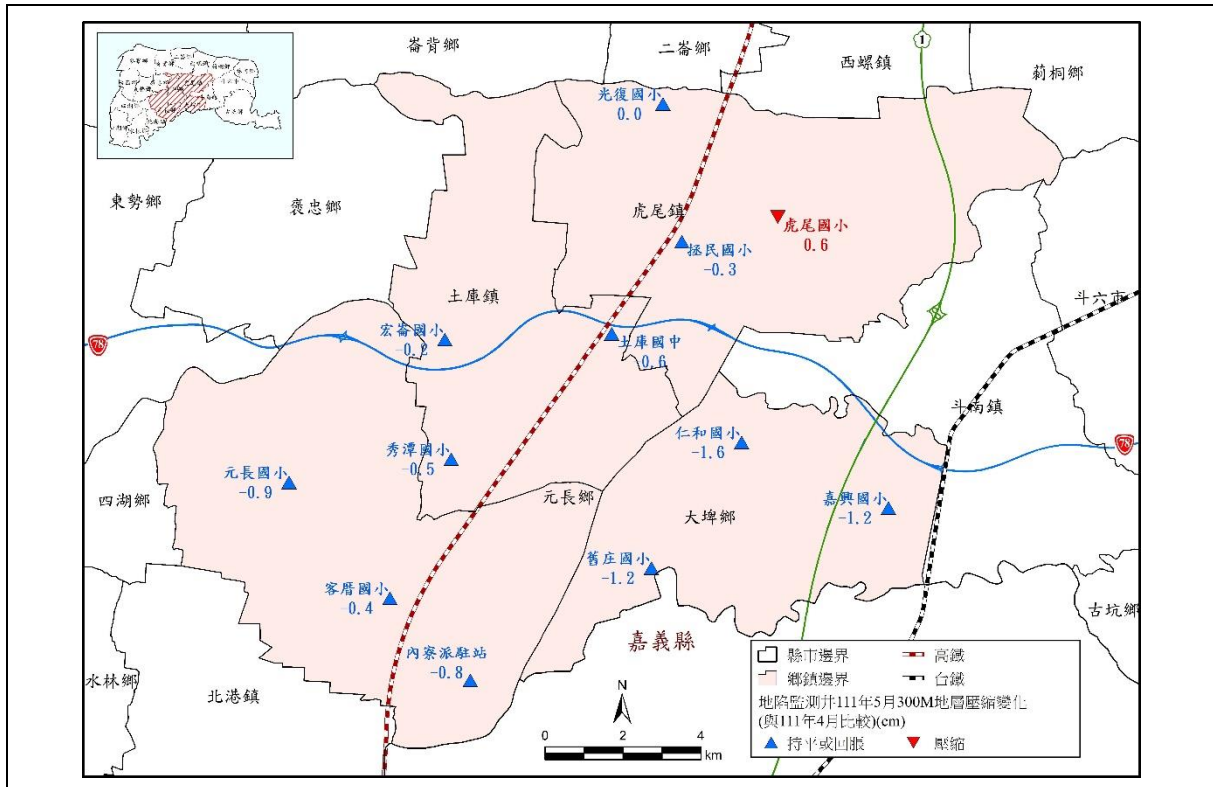 崙背鄉
二崙鄉
西螺鎮
1
莿桐鄉
光復國小
0.0
東勢鄉
褒忠鄉
虎尾鎮
虎尾國小
0.6
拯民國小
-0.3
土庫鎮
斗六市
宏崙國小
-0.2
土庫國中
-0.6
78
斗南鎮
78
仁和國小
-1.6
秀潭國小
-0.5
元長國小
-0.9
四湖鄉
元長鄉
大埤鄉
嘉興國小
-1.2
舊庄國小
-1.2
客厝國小
-0.4
古坑鄉
嘉義縣
內寮派駐站
-0.8
水林鄉
北港鎮
N
0 2 4
km
縣市邊界
高鐵
鄉鎮邊界
台鐵
地陷監測井111年5月300M地層壓縮變化
(與111年4月比較)(cm)
持平或回脹
壓縮